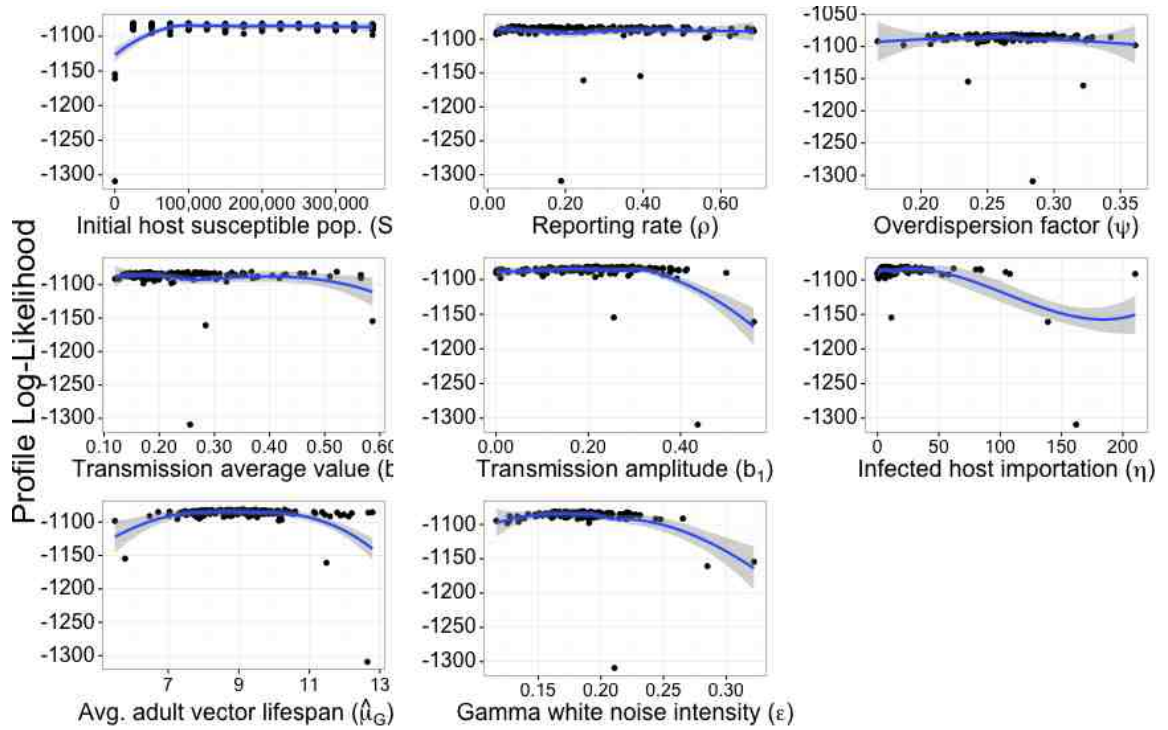 -1050
-1100 -1100 -1100
-1150 -1150 -1150
-1200 -1200 -1200
-1250 -1250 -1250
-1300 -1300 -1300
0 100,000 200,000 300,000 0.00 0.20 0.40 0.60 0.20 0.25 0.30 0.35
Initial host susceptible pop. (S Reporting rate (ρ) Overdispersion factor (ψ)
Profile Log-Likelihood
-1100 -1100 -1100
-1150 -1150 -1150
-1200 -1200 -1200
-1250 -1250 -1250
-1300 -1300 -1300
0.10 0.20 0.30 0.40 0.50 0.60 0.00 0.20 0.40 0 50 100 150 200
Transmission average value (b Transmission amplitude (b₁) Infected host importation (η)
-1100 -1100
-1150 -1150
-1200 -1200
-1250 -1250
-1300 -1300
7 9 11 13 0.15 0.20 0.25 0.30
Avg. adult vector lifespan (μ̂_G) Gamma white noise intensity (ε)